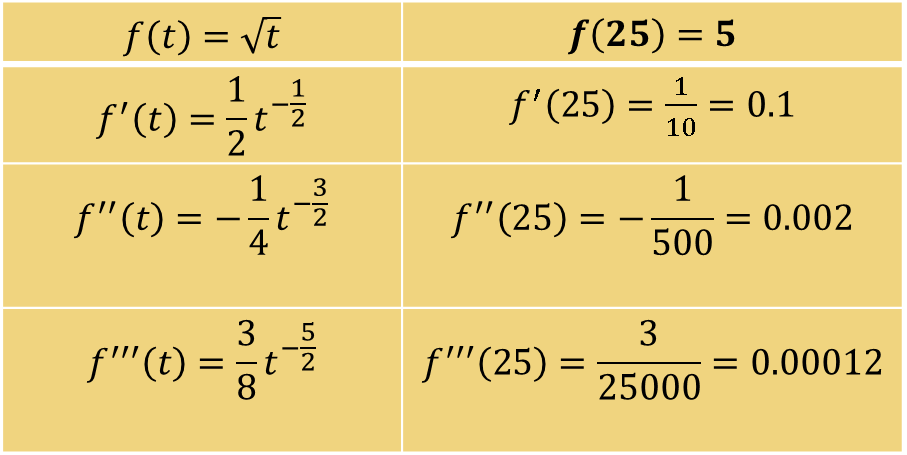 f(t) = √t
f(25) = 5
f′(t) = 1/2 t^(-1/2)
f′(25) = 1/10 = 0.1
f′′(t) = −1/4 t^(-3/2)
f′′(25) = −1/500 = 0.002
f′′′(t) = 3/8 t^(-5/2)
f′′′(25) = 3/25000 = 0.00012